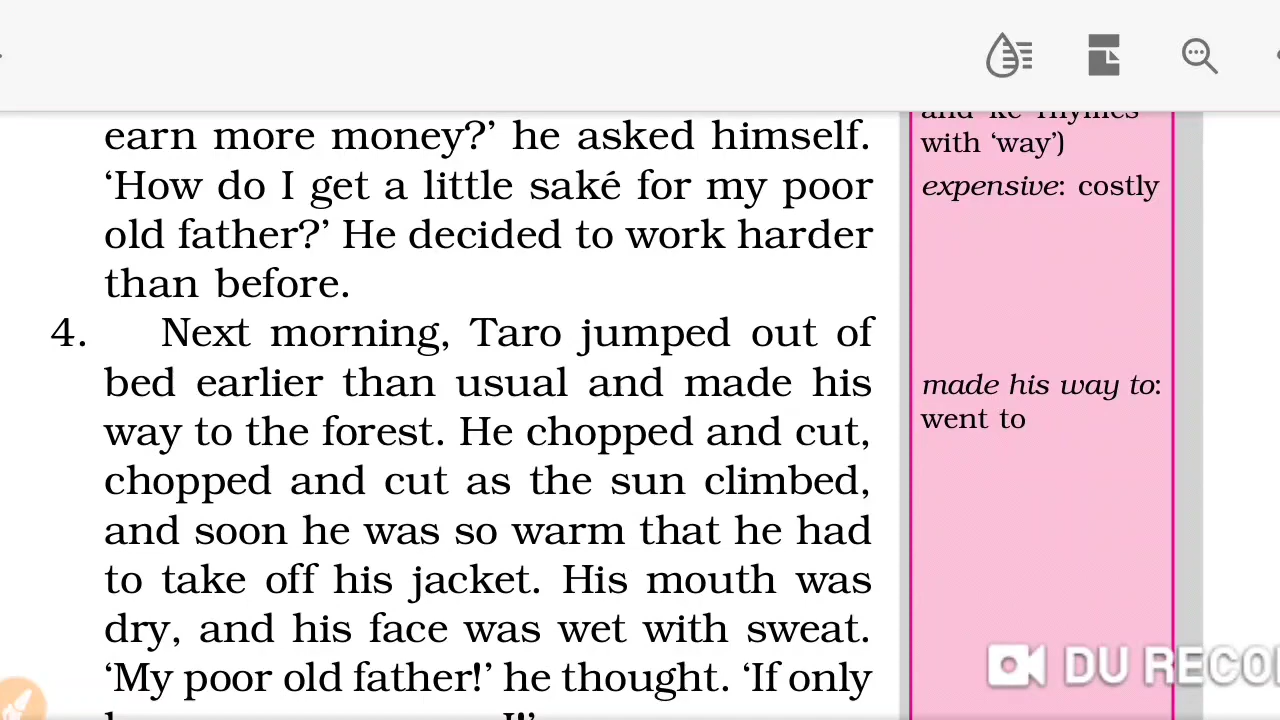 earn more money?’ he asked himself.
‘How do I get a little saké for my poor
old father?’ He decided to work harder
than before.
4. Next morning, Taro jumped out of
bed earlier than usual and made his
way to the forest. He chopped and cut,
chopped and cut as the sun climbed,
and soon he was so warm that he had
to take off his jacket. His mouth was
dry, and his face was wet with sweat.
‘My poor old father!’ he thought. ‘If only
and ‘ke’ rhymes
with ‘way’)
expensive: costly
made his way to:
went to
DU RECO